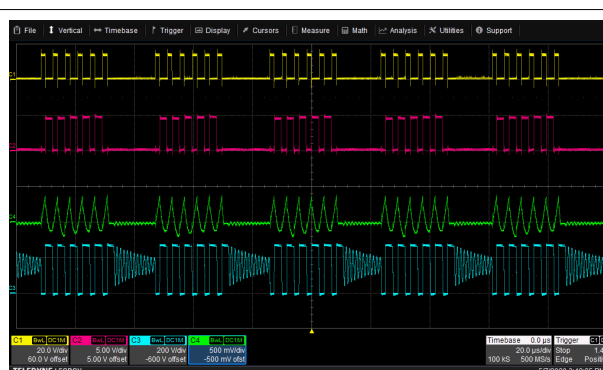 File Vertical Timebase Trigger Display Cursors Measure Math Analysis Utilities Support
C1
C2
C4
C3
C1 BwL DC1M C2 BwL DC1M C3 BwL DC1M C4 BwL DC1M Timebase 0.0 µs Trigger C1
20.0 V/div 5.00 V/div 200 V/div 500 mV/div 20.0 µs/div Stop
60.0 V offset 5.00 V offset -600 V offset -500 mV ofst 100 kS 500 MS/s Edge